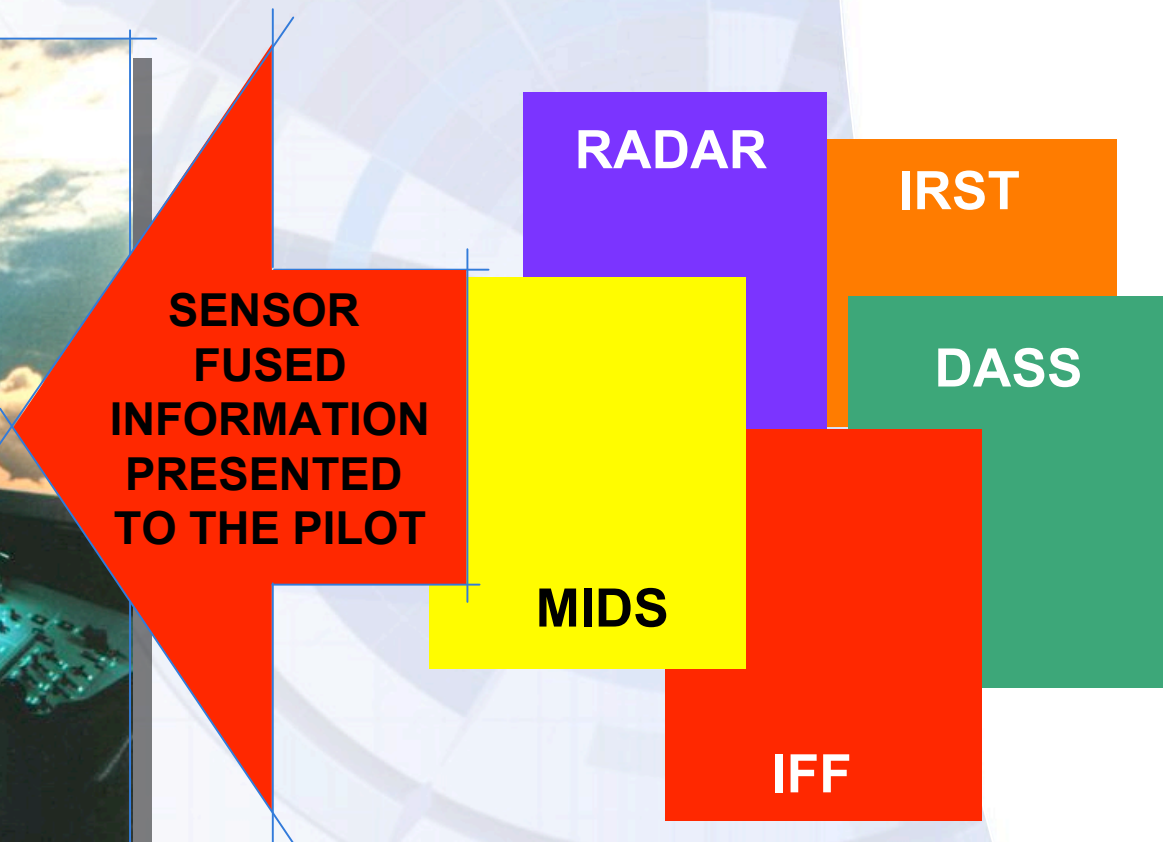 RADAR
IRST
SENSOR
FUSED
INFORMATION
PRESENTED
TO THE PILOT
DASS
MIDS
IFF